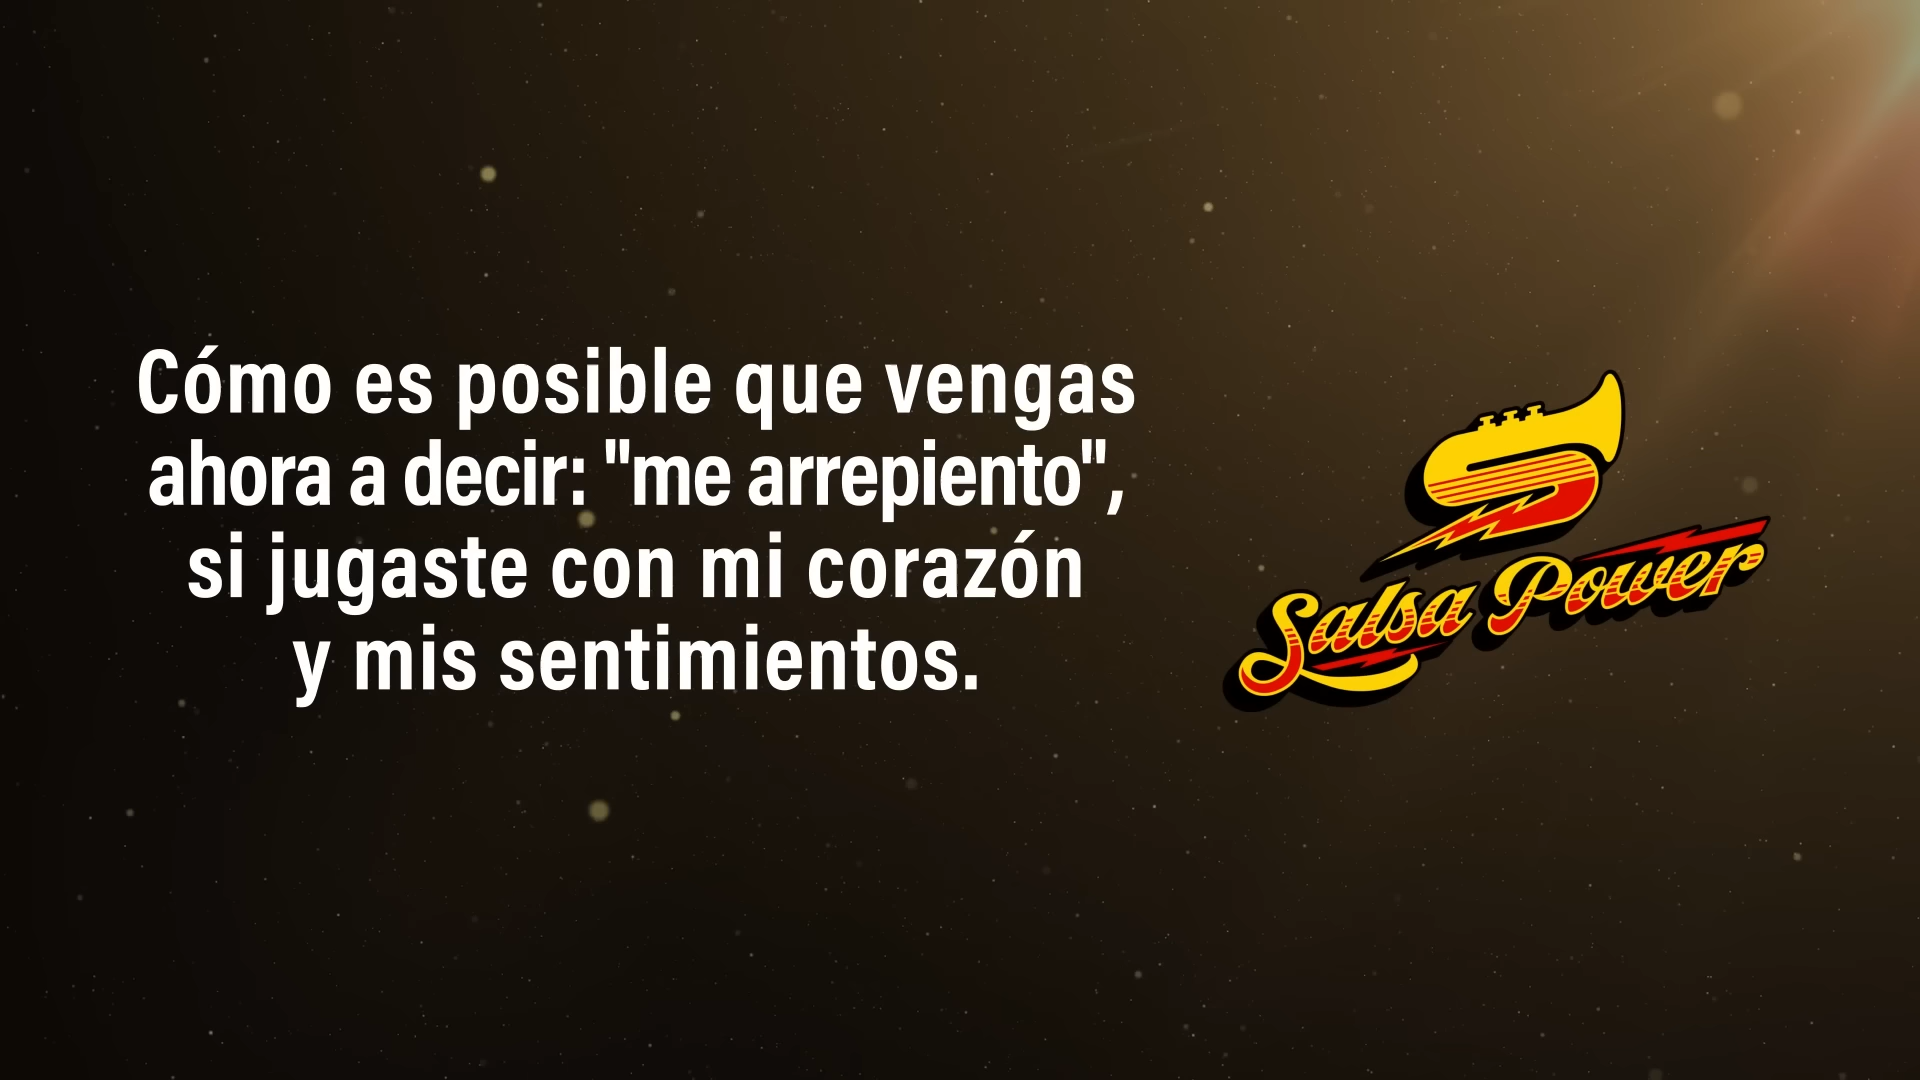 Cómo es posible que vengas
ahora a decir: "me arrepiento",
si jugaste con mi corazón
y mis sentimientos.
Salsa Power